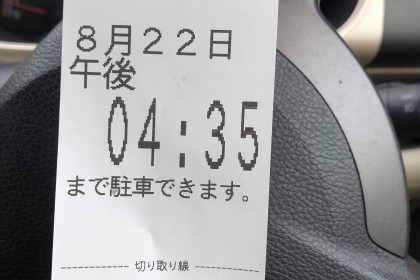 ８月２２日
午後
04:35
まで駐車できます。
------------ 切り取り線 ------------